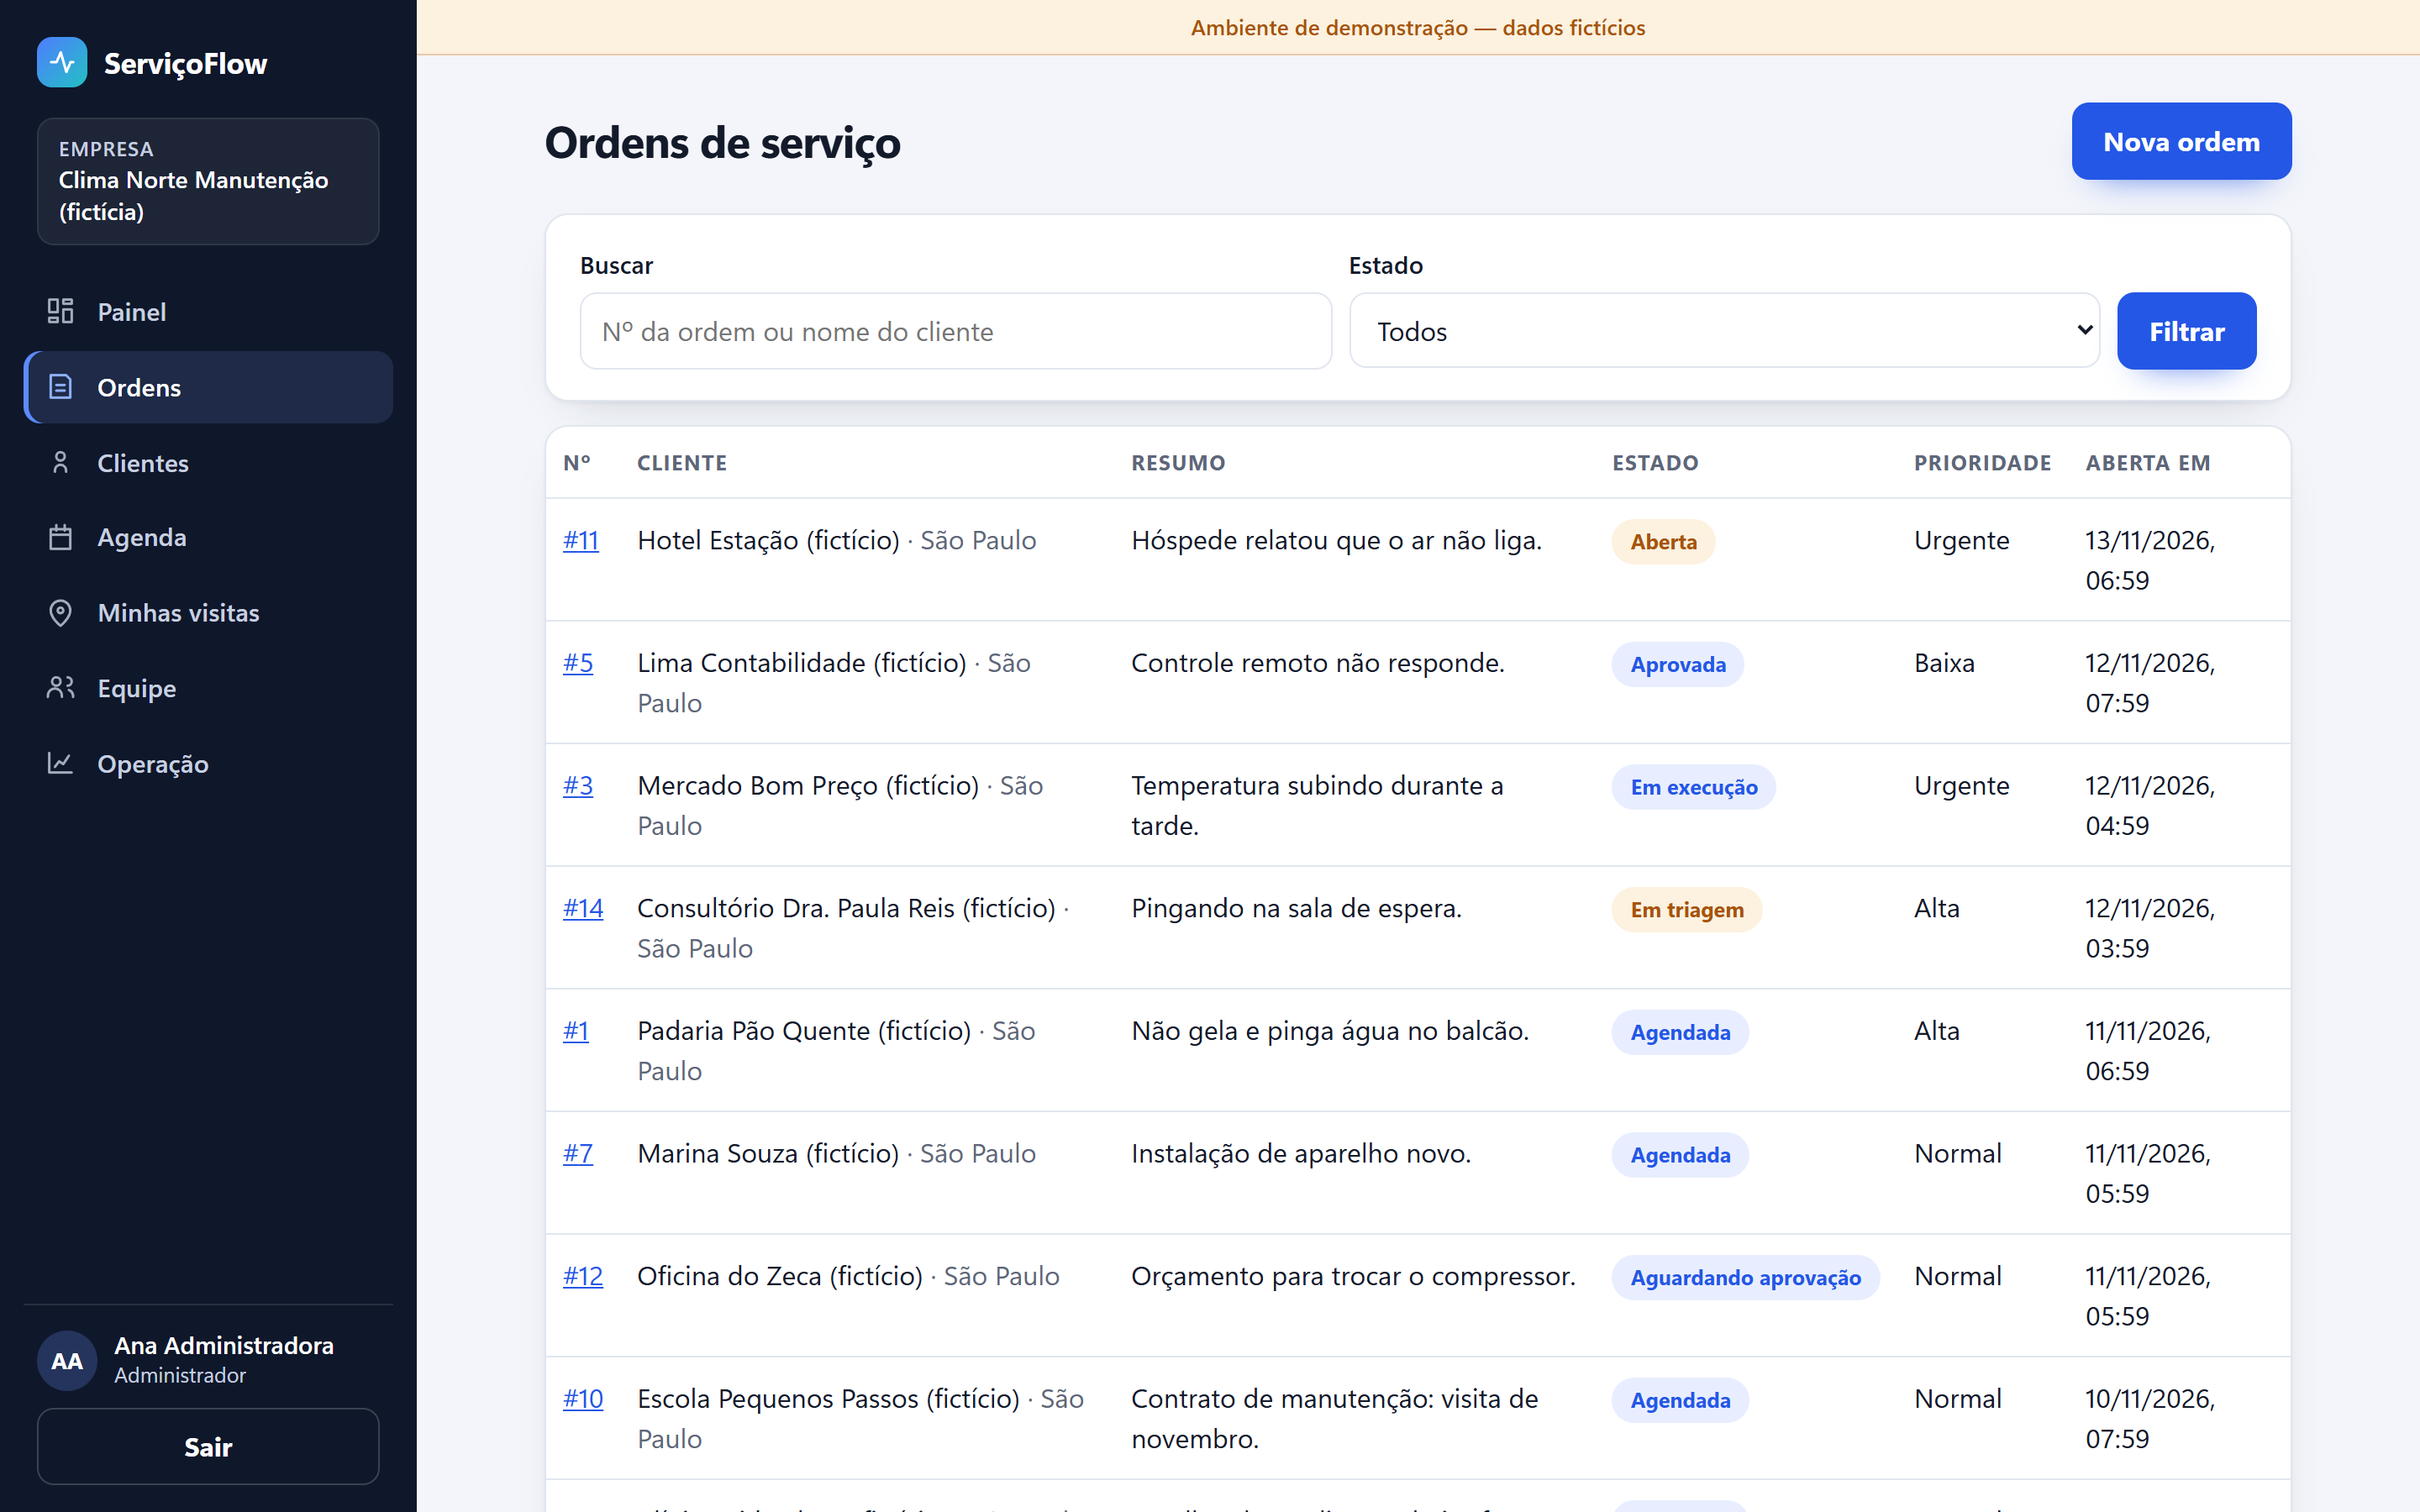 ServiçoFlow
EMPRESA
Clima Norte Manutenção
(fictícia)
Painel
Ordens
Clientes
Agenda
Minhas visitas
Equipe
Operação
AA
Ana Administradora
Administrador
Sair
Ambiente de demonstração — dados fictícios
Ordens de serviço
Nova ordem
Buscar
Nº da ordem ou nome do cliente
Estado
Todos
Filtrar
Nº CLIENTE RESUMO ESTADO PRIORIDADE ABERTA EM
#11 Hotel Estação (fictício) · São Paulo Hóspede relatou que o ar não liga. Aberta Urgente 13/11/2026,
06:59
#5 Lima Contabilidade (fictício) · São Controle remoto não responde. Aprovada Baixa 12/11/2026,
Paulo 07:59
#3 Mercado Bom Preço (fictício) · São Temperatura subindo durante a Em execução Urgente 12/11/2026,
Paulo tarde. 04:59
#14 Consultório Dra. Paula Reis (fictício) · Pingando na sala de espera. Em triagem Alta 12/11/2026,
São Paulo 03:59
#1 Padaria Pão Quente (fictício) · São Não gela e pinga água no balcão. Agendada Alta 11/11/2026,
Paulo 06:59
#7 Marina Souza (fictício) · São Paulo Instalação de aparelho novo. Agendada Normal 11/11/2026,
05:59
#12 Oficina do Zeca (fictício) · São Paulo Orçamento para trocar o compressor. Aguardando aprovação Normal 11/11/2026,
05:59
#10 Escola Pequenos Passos (fictício) · São Contrato de manutenção: visita de Agendada Normal 10/11/2026,
Paulo novembro. 07:59